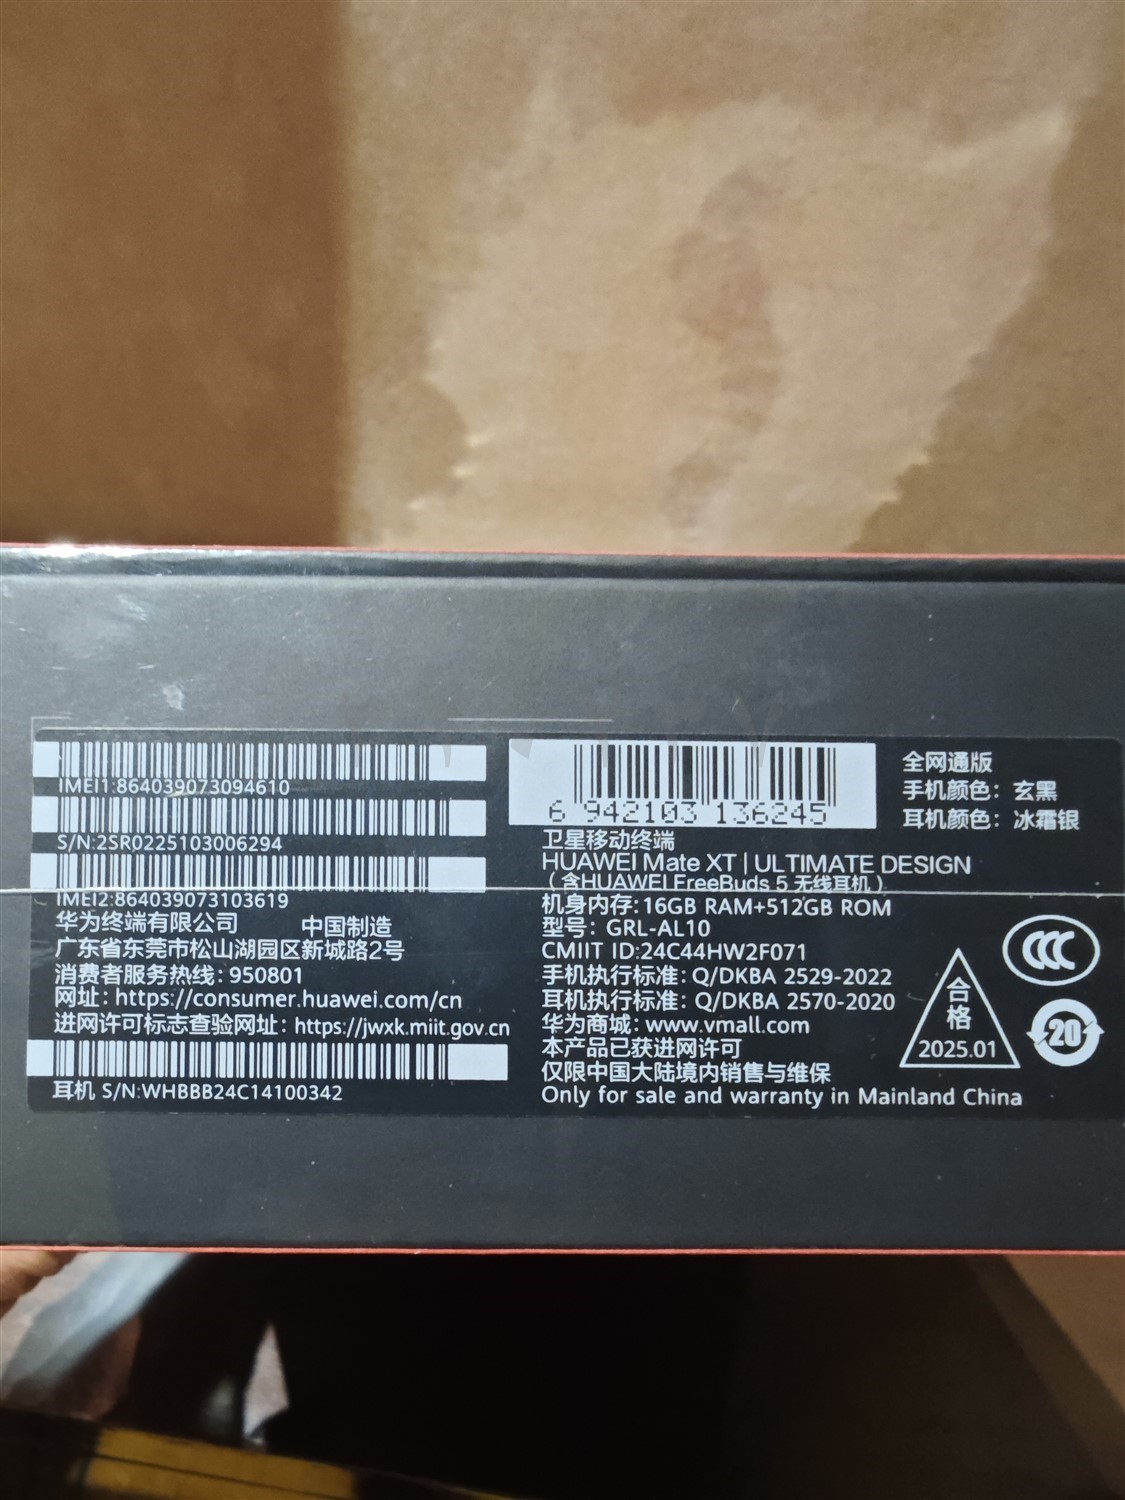 IMEI1:864039073094610
S/N:2SR0225103006294
IMEI2:864039073103619
华为终端有限公司 中国制造
广东省东莞市松山湖园区新城路2号
消费者服务热线: 950801
网址: https://consumer.huawei.com/cn
进网许可标志查验网址: https://jwxk.miit.gov.cn
耳机 S/N:WHBBB24C14100342
6 942103 136245
卫星移动终端
HUAWEI Mate XT | ULTIMATE DESIGN
(含HUAWEI FreeBuds 5 无线耳机)
机身内存: 16GB RAM+512GB ROM
型号: GRL-AL10
CMIIT ID:24C44HW2F071
手机执行标准: Q/DKBA 2529-2022
耳机执行标准: Q/DKBA 2570-2020
华为商城: www.vmall.com
本产品已获进网许可
仅限中国大陆境内销售与维保
Only for sale and warranty in Mainland China
全网通版
手机颜色: 玄黑
耳机颜色: 冰霜银
合
格
2025.01
CCC
20